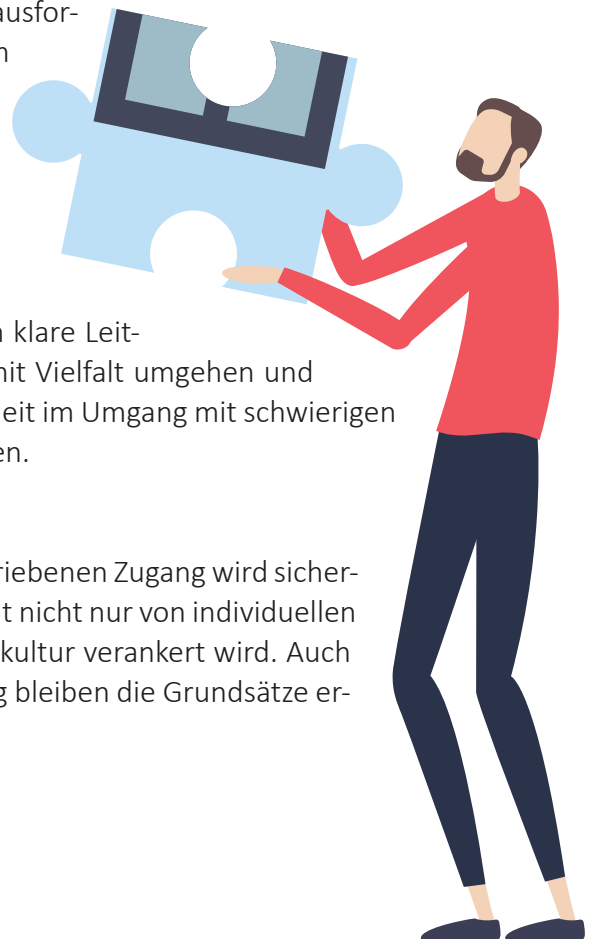 ausfor-
n
n klare Leit-
mit Vielfalt umgehen und
eit im Umgang mit schwierigen
en.
riebenen Zugang wird sicher-
t nicht nur von individuellen
kultur verankert wird. Auch
g bleiben die Grundsätze er-